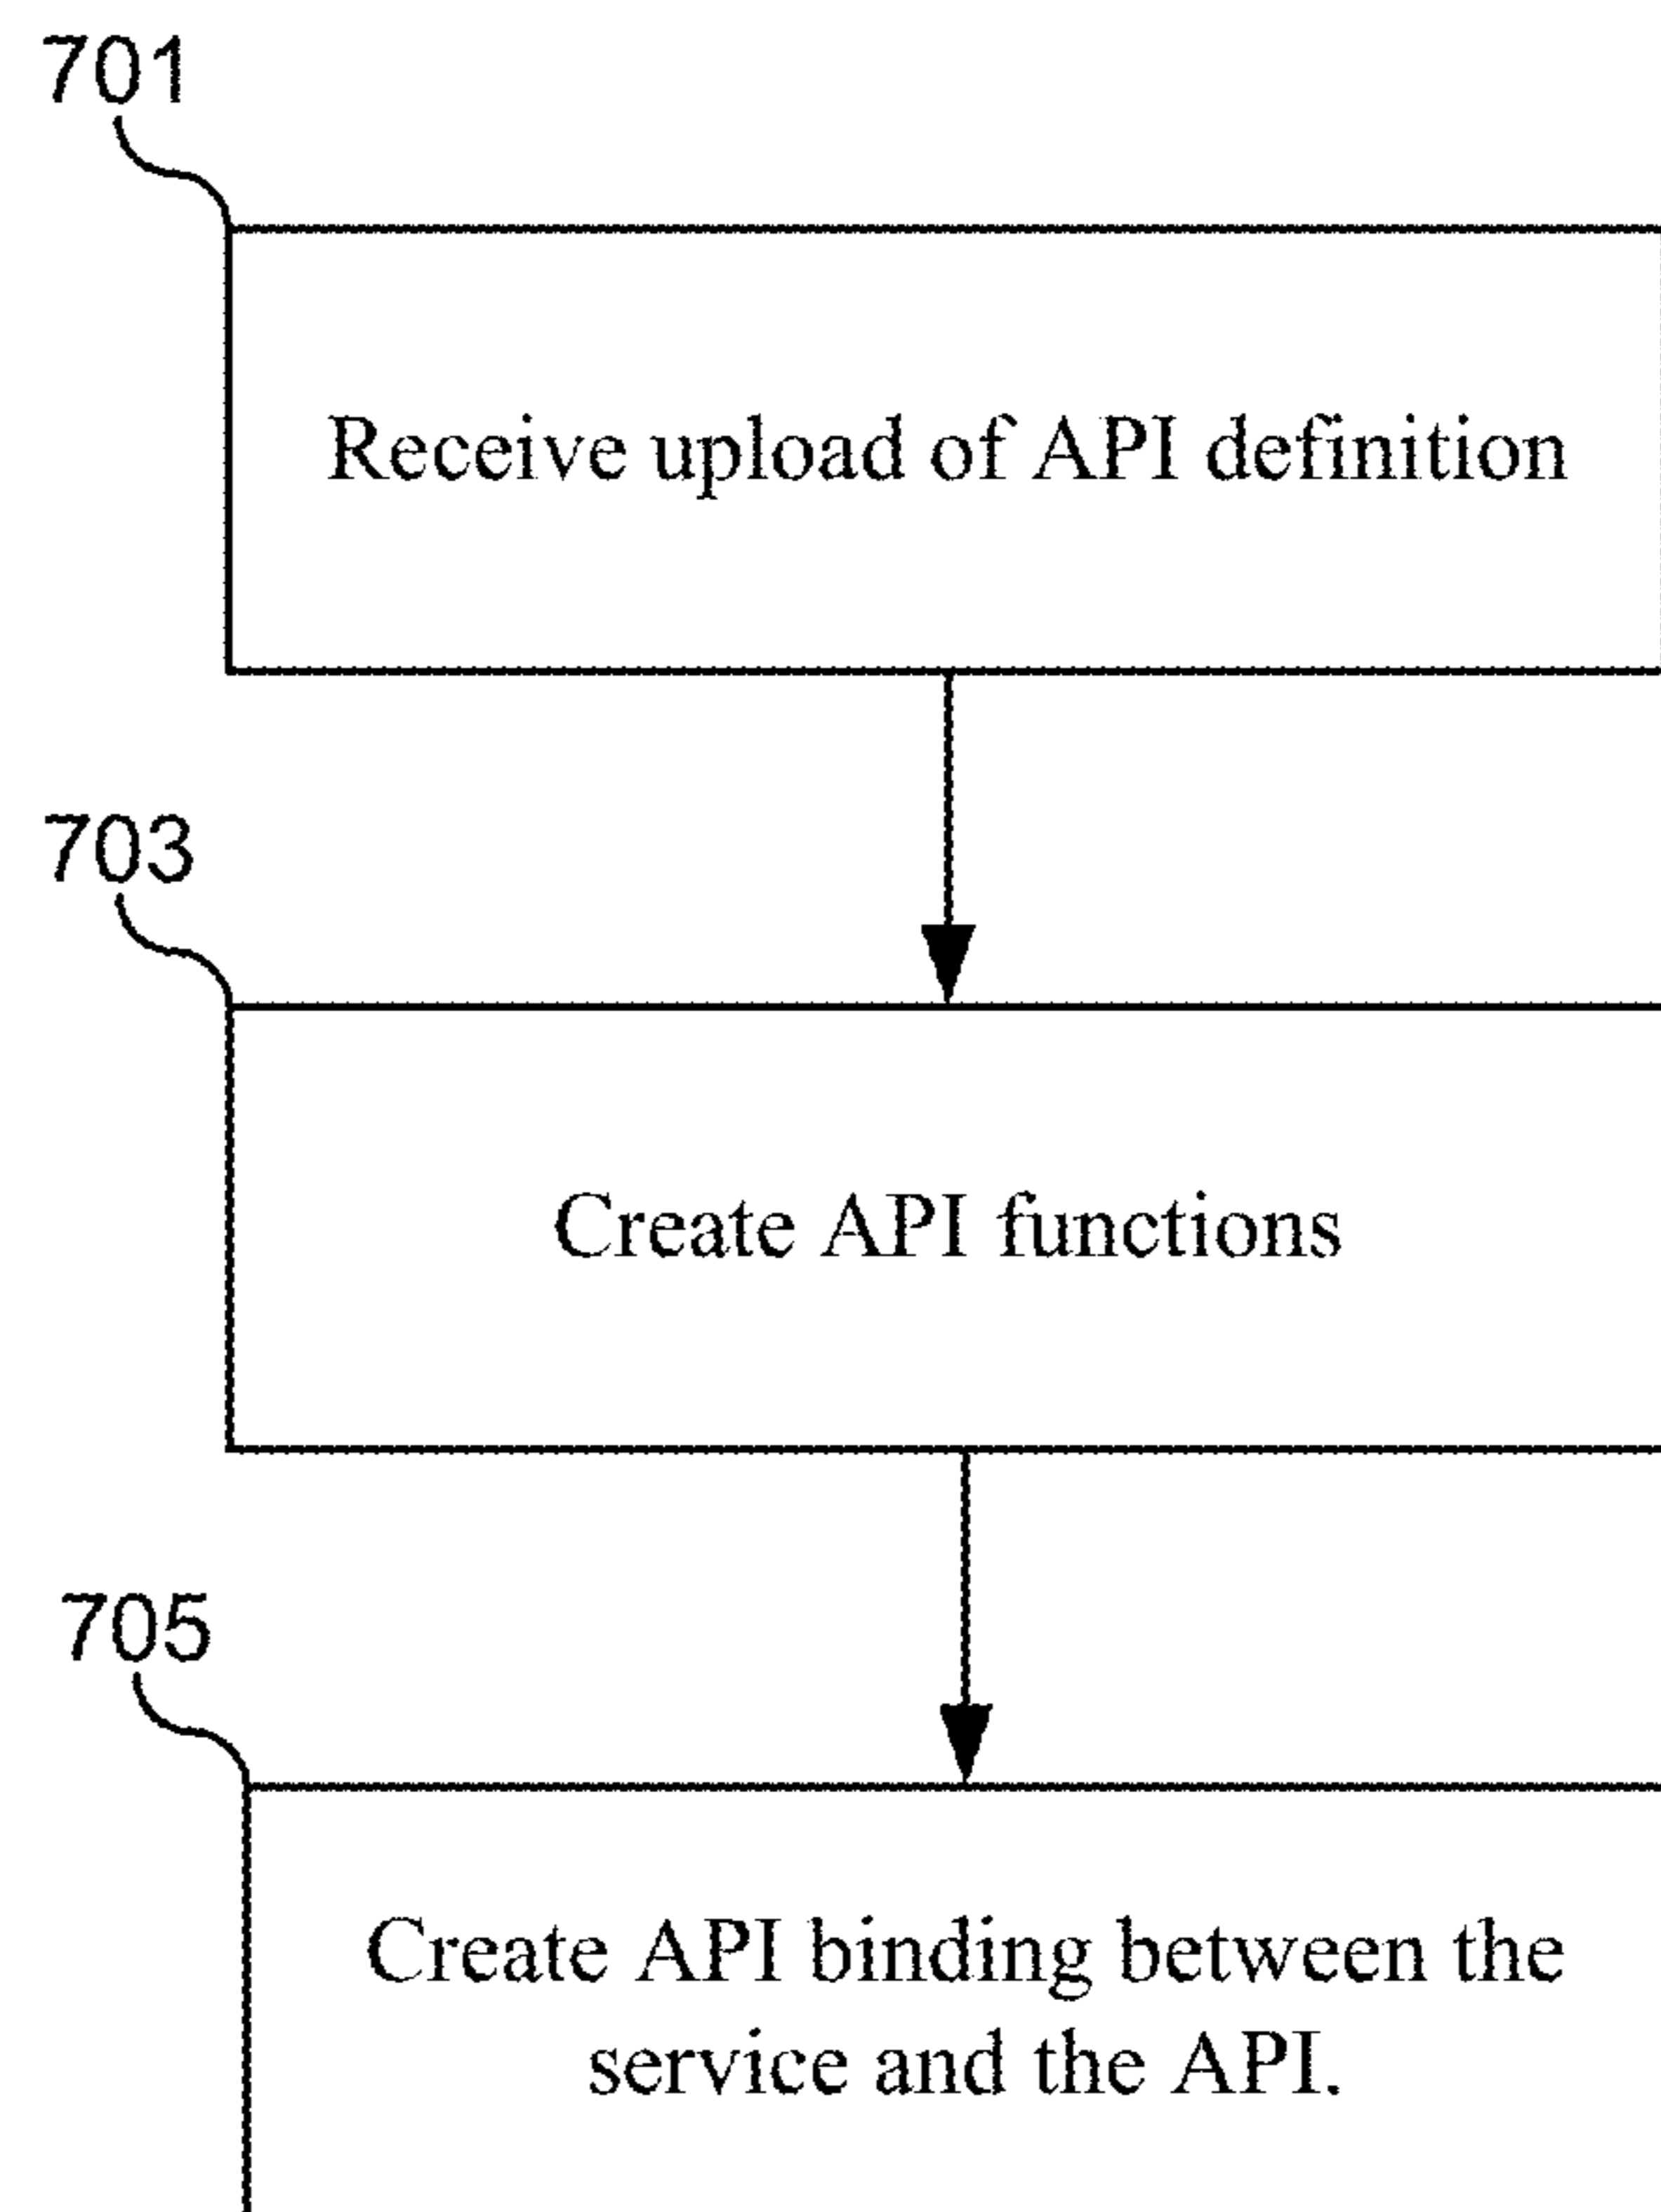 701
Receive upload of API definition
703
Create API functions
705
Create API binding between the
service and the API.